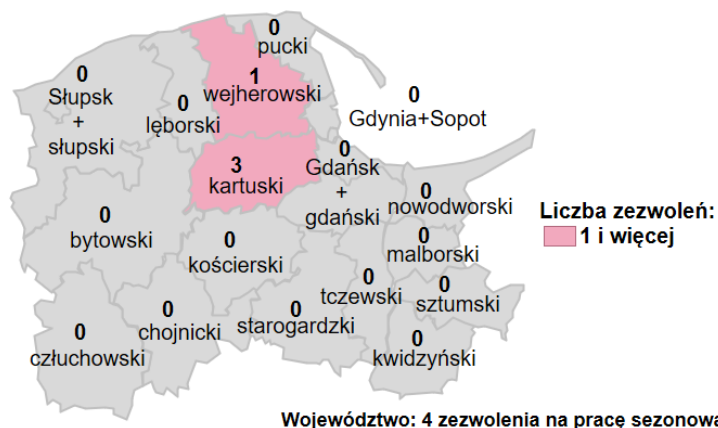 0
pucki
0
Słupsk
+
słupski
1
wejherowski
0
lęborski
0
Gdynia+Sopot
3
kartuski
0
Gdańsk
+
gdański
0
nowodworski
Liczba zezwoleń:
1 i więcej
0
bytowski
0
kościerski
0
malborski
0
tczewski
0
sztumski
0
człuchowski
0
chojnicki
0
starogardzki
0
kwidzyński
Województwo: 4 zezwolenia na pracę sezonową